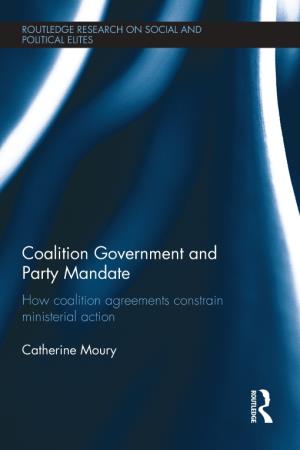 ROUTLEDGE RESEARCH ON SOCIAL AND
POLITICAL ELITES
Coalition Government and
Party Mandate
How coalition agreements constrain
ministerial action
Catherine Moury
ROUTLEDGE